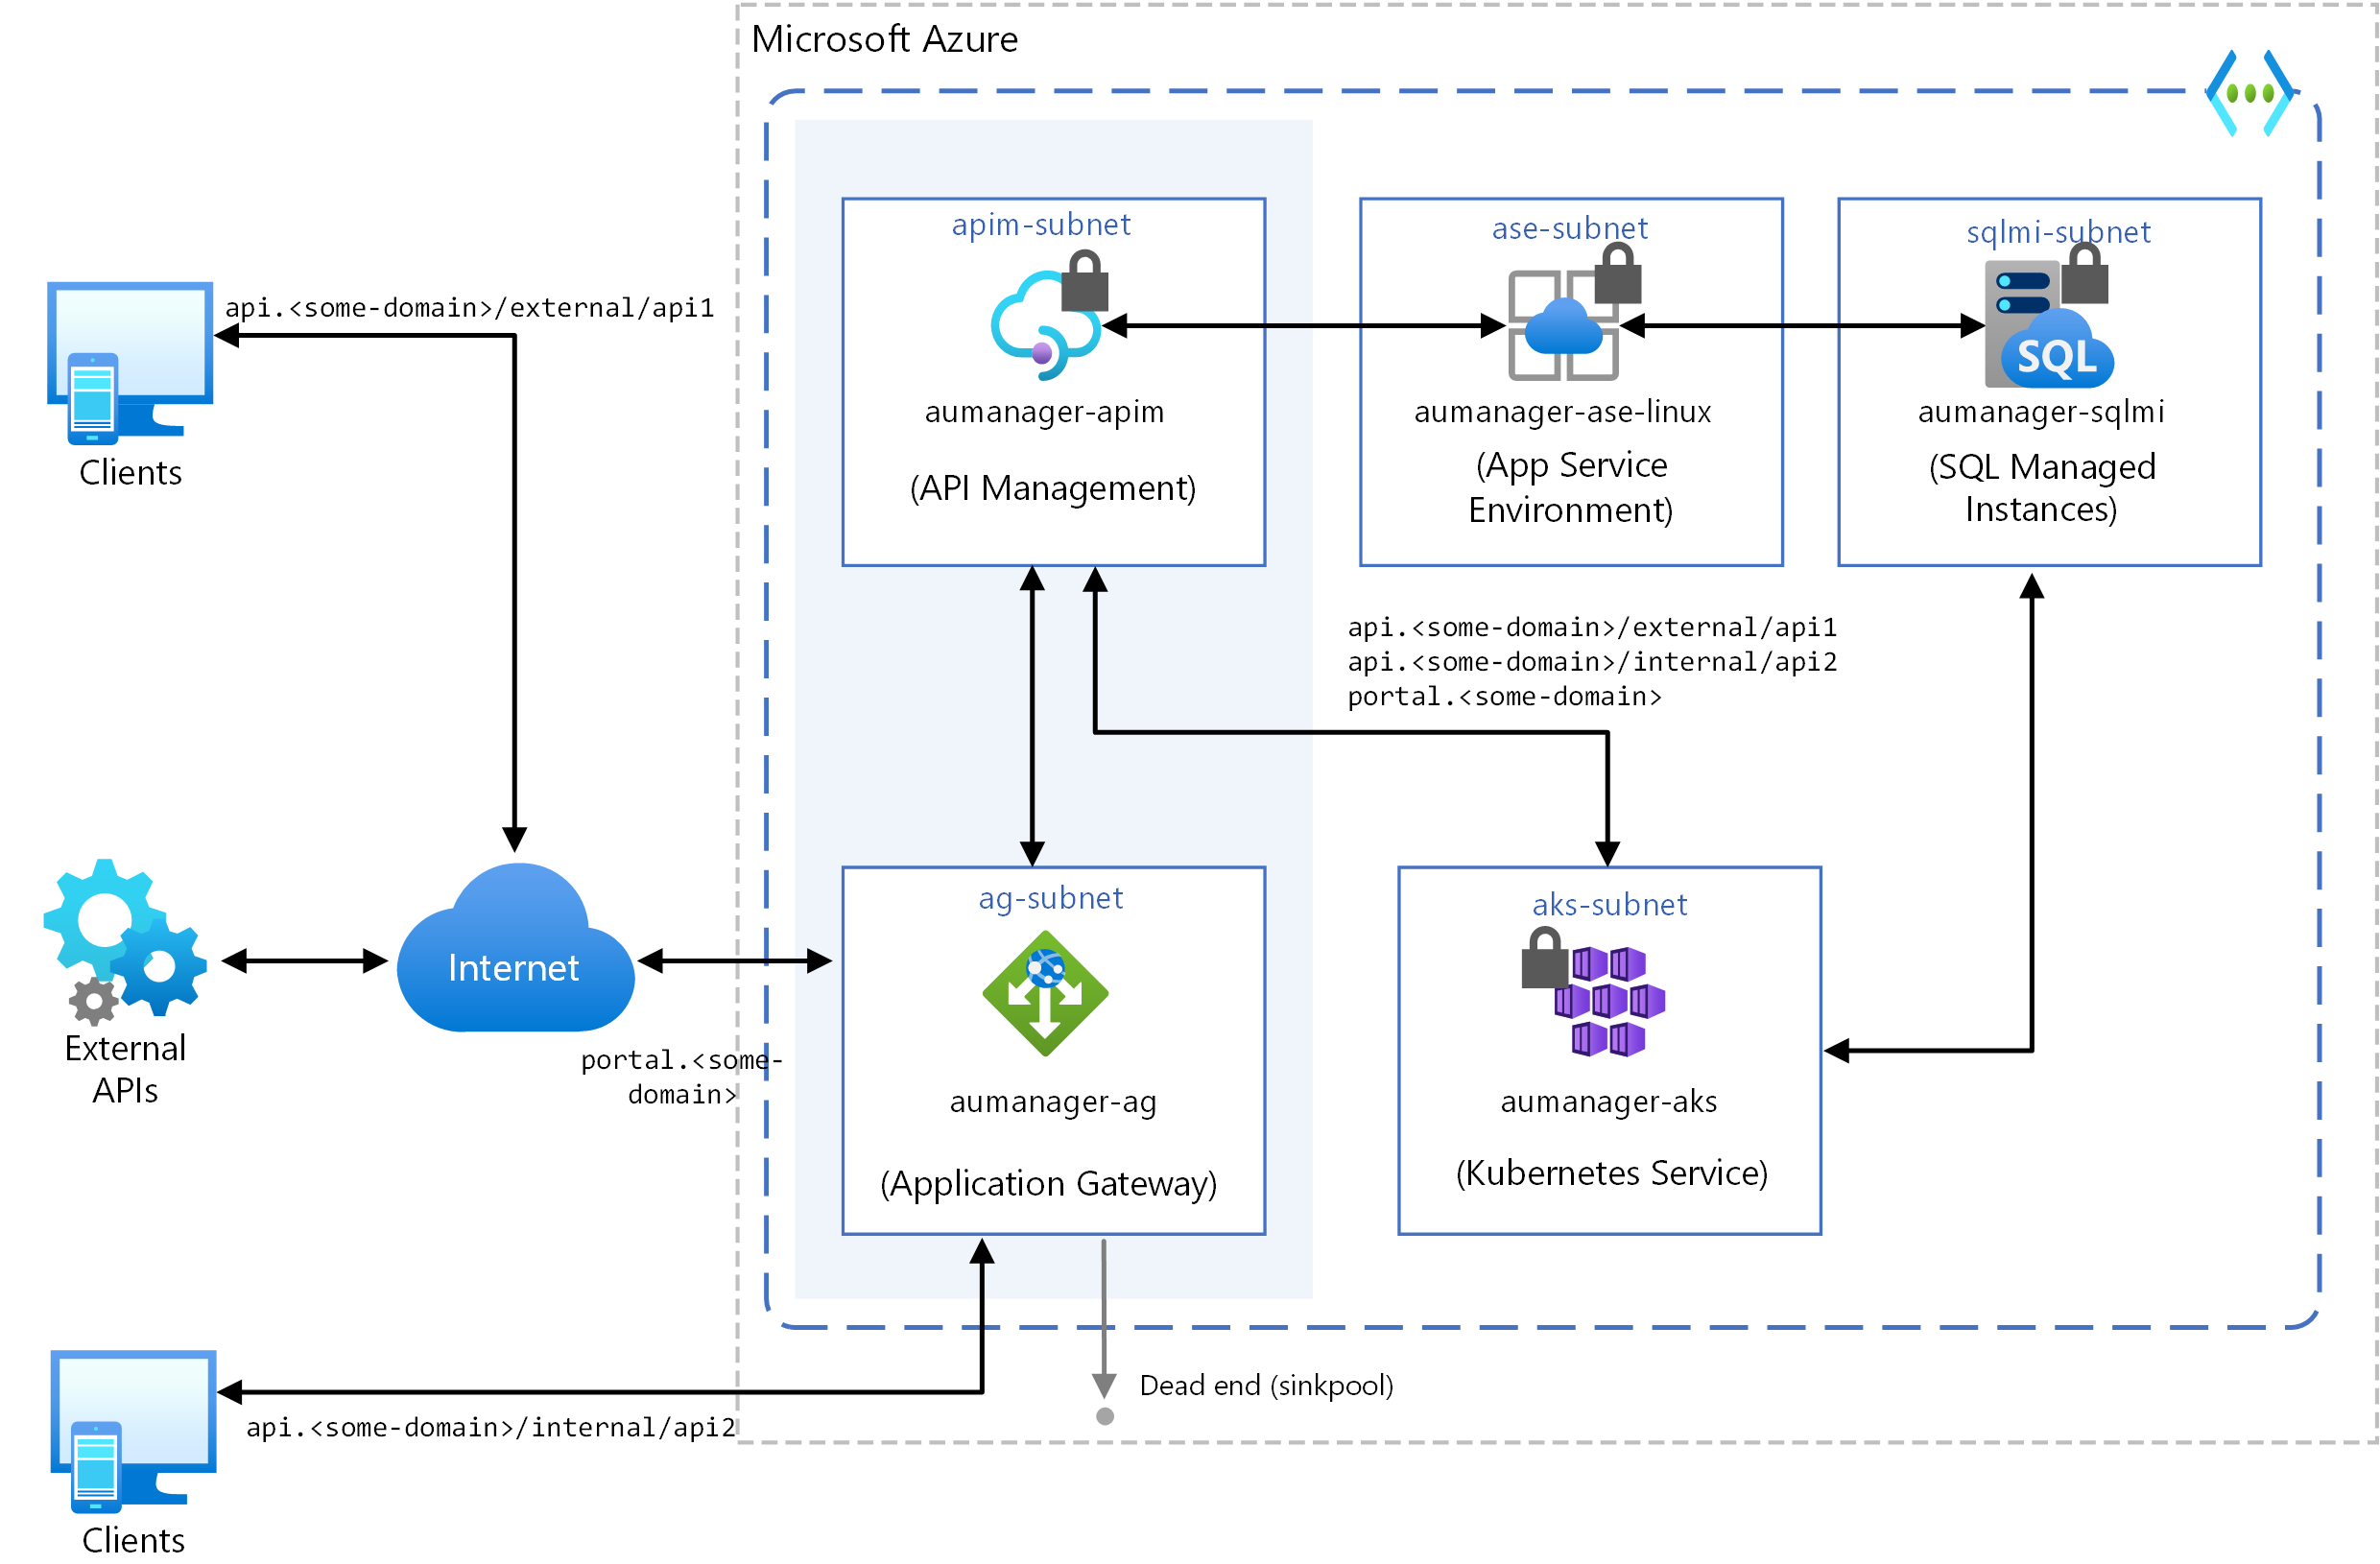 Microsoft Azure
apim-subnet
aumanager-apim
(API Management)
ase-subnet
aumanager-ase-linux
(App Service
Environment)
sqlmi-subnet
SQL
aumanager-sqlmi
(SQL Managed
Instances)
api.<some-domain>/external/api1
Clients
api.<some-domain>/external/api1
api.<some-domain>/internal/api2
portal.<some-domain>
External
APIs
Internet
portal.<some-
domain>
ag-subnet
aumanager-ag
(Application Gateway)
aks-subnet
aumanager-aks
(Kubernetes Service)
Dead end (sinkpool)
api.<some-domain>/internal/api2
Clients